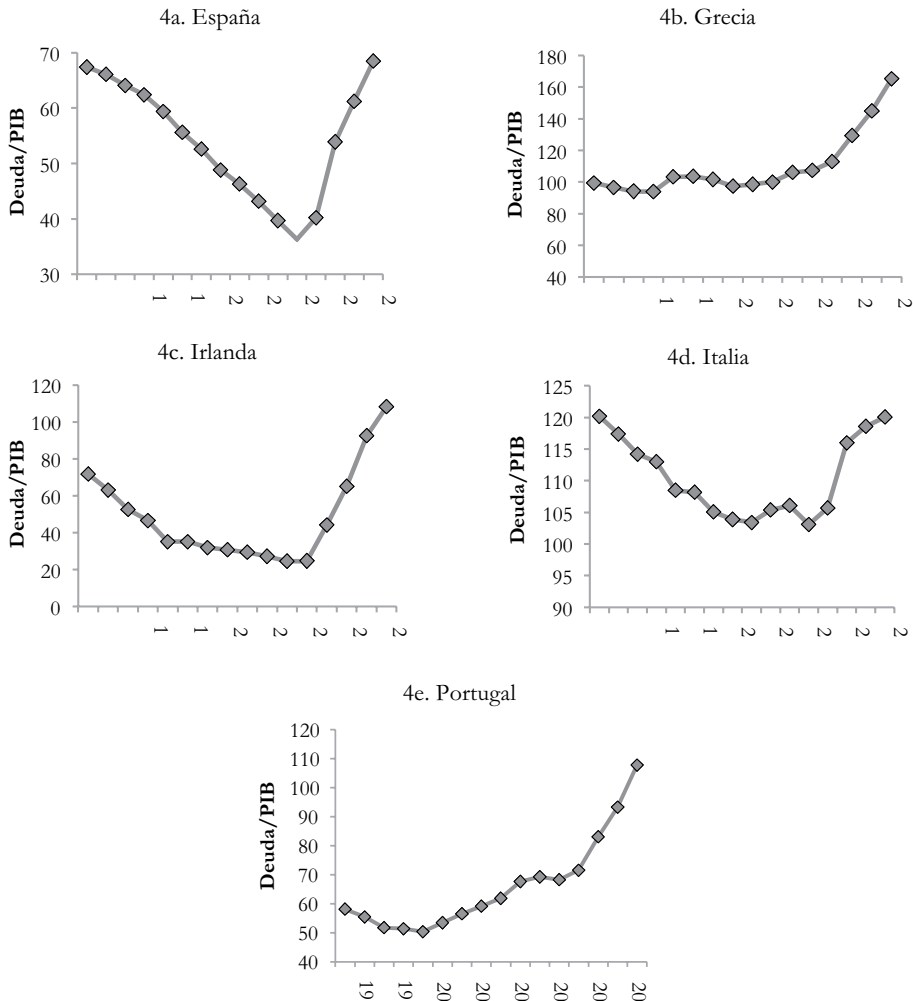 4a. España
Deuda/PIB
70
60
50
40
30
1 1 2 2 2 2 2
4b. Grecia
Deuda/PIB
180
160
140
120
100
80
60
40
1 1 2 2 2 2 2
4c. Irlanda
Deuda/PIB
120
100
80
60
40
20
0
1 1 2 2 2 2 2
4d. Italia
Deuda/PIB
125
120
115
110
105
100
95
90
1 1 2 2 2 2 2
4e. Portugal
Deuda/PIB
120
110
100
90
80
70
60
50
40
19 19 20 20 20 20 20 20